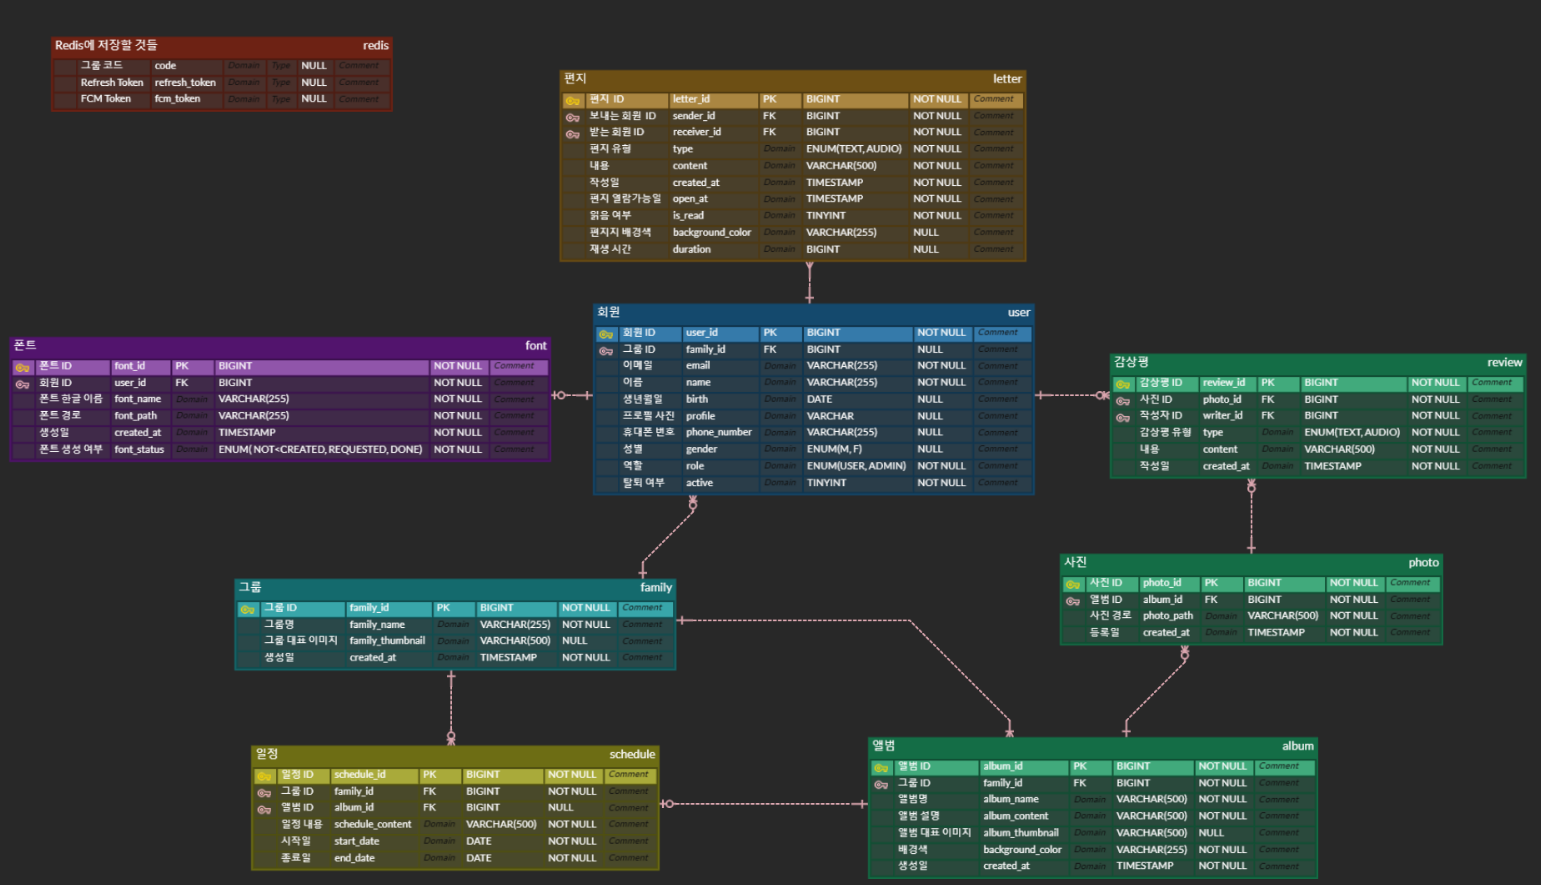 Redis에 저장할 것들 redis
그룹 코드 code Domain Type NULL Comment
Refresh Token refresh_token Domain Type NULL Comment
FCM Token fcm_token Domain Type NULL Comment
편지 letter
편지 ID letter_id PK BIGINT NOT NULL Comment
보내는 회원 ID sender_id FK BIGINT NOT NULL Comment
받는 회원 ID receiver_id FK BIGINT NOT NULL Comment
편지 유형 type Domain ENUM(TEXT, AUDIO) NOT NULL Comment
내용 content Domain VARCHAR(500) NOT NULL Comment
작성일 created_at Domain TIMESTAMP NOT NULL Comment
편지 열람가능일 open_at Domain TIMESTAMP NOT NULL Comment
읽음 여부 is_read Domain TINYINT NOT NULL Comment
편지지 배경색 background_color Domain VARCHAR(255) NULL Comment
재생 시간 duration Domain BIGINT NULL Comment
회원 user
회원 ID user_id PK BIGINT NOT NULL Comment
그룹 ID family_id FK BIGINT NULL Comment
이메일 email Domain VARCHAR(255) NOT NULL Comment
이름 name Domain VARCHAR(255) NOT NULL Comment
생년월일 birth Domain DATE NULL Comment
프로필 사진 profile Domain VARCHAR NULL Comment
휴대폰 번호 phone_number Domain VARCHAR(255) NULL Comment
성별 gender Domain ENUM(M, F) NULL Comment
역할 role Domain ENUM(USER, ADMIN) NOT NULL Comment
탈퇴 여부 active Domain TINYINT NOT NULL Comment
폰트 font
폰트 ID font_id PK BIGINT NOT NULL Comment
회원 ID user_id FK BIGINT NOT NULL Comment
폰트 한글 이름 font_name Domain VARCHAR(255) NOT NULL Comment
폰트 경로 font_path Domain VARCHAR(255) NOT NULL Comment
생성일 created_at Domain TIMESTAMP NOT NULL Comment
폰트 생성 여부 font_status Domain ENUM( NOT<CREATED, REQUESTED, DONE) NOT NULL Comment
감상평 review
감상평 ID review_id PK BIGINT NOT NULL Comment
사진 ID photo_id FK BIGINT NOT NULL Comment
작성자 ID writer_id FK BIGINT NOT NULL Comment
감상평 유형 type Domain ENUM(TEXT, AUDIO) NOT NULL Comment
내용 content Domain VARCHAR(500) NOT NULL Comment
작성일 created_at Domain TIMESTAMP NOT NULL Comment
사진 photo
사진 ID photo_id PK BIGINT NOT NULL Comment
앨범 ID album_id FK BIGINT NOT NULL Comment
사진 경로 photo_path Domain VARCHAR(500) NOT NULL Comment
등록일 created_at Domain TIMESTAMP NOT NULL Comment
그룹 family
그룹 ID family_id PK BIGINT NOT NULL Comment
그룹명 family_name Domain VARCHAR(255) NOT NULL Comment
그룹 대표 이미지 family_thumbnail Domain VARCHAR(500) NULL Comment
생성일 created_at Domain TIMESTAMP NOT NULL Comment
일정 schedule
일정 ID schedule_id PK BIGINT NOT NULL Comment
그룹 ID family_id FK BIGINT NOT NULL Comment
앨범 ID album_id FK BIGINT NULL Comment
일정 내용 schedule_content Domain VARCHAR(500) NOT NULL Comment
시작일 start_date Domain DATE NOT NULL Comment
종료일 end_date Domain DATE NOT NULL Comment
앨범 album
앨범 ID album_id PK BIGINT NOT NULL Comment
그룹 ID family_id FK BIGINT NOT NULL Comment
앨범명 album_name Domain VARCHAR(500) NOT NULL Comment
앨범 설명 album_content Domain VARCHAR(500) NOT NULL Comment
앨범 대표 이미지 album_thumbnail Domain VARCHAR(500) NULL Comment
배경색 background_color Domain VARCHAR(255) NOT NULL Comment
생성일 created_at Domain TIMESTAMP NOT NULL Comment